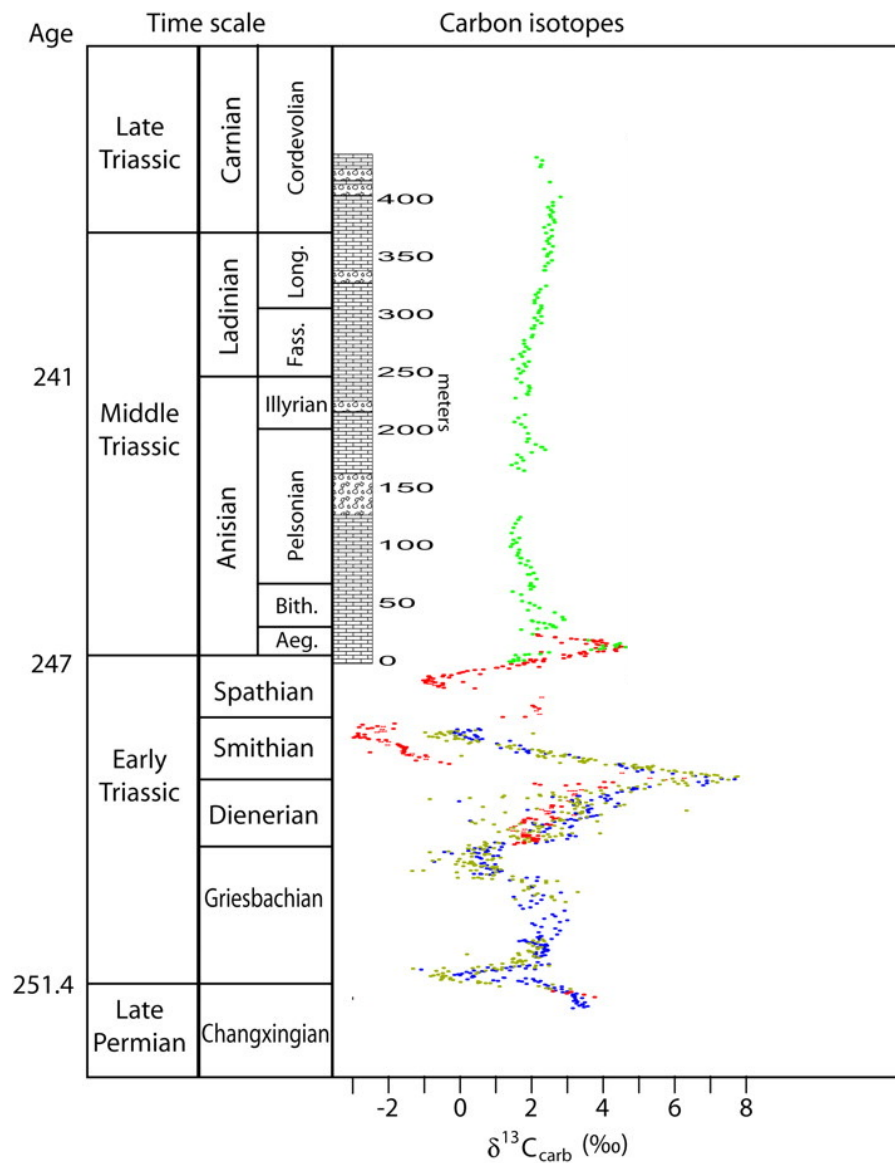 Age
Time scale
Carbon isotopes
Late
Triassic
Carnian
Cordevolian
400
Ladinian
Long.
350
300
Fass.
250
meters
241
Middle
Triassic
Illyrian
200
Anisian
Pelsonian
150
100
Bith.
50
Aeg.
0
247
Early
Triassic
Spathian
Smithian
Dienerian
Griesbachian
251.4
Late
Permian
Changxingian
-2 0 2 4 6 8
δ¹³C_carb (‰)